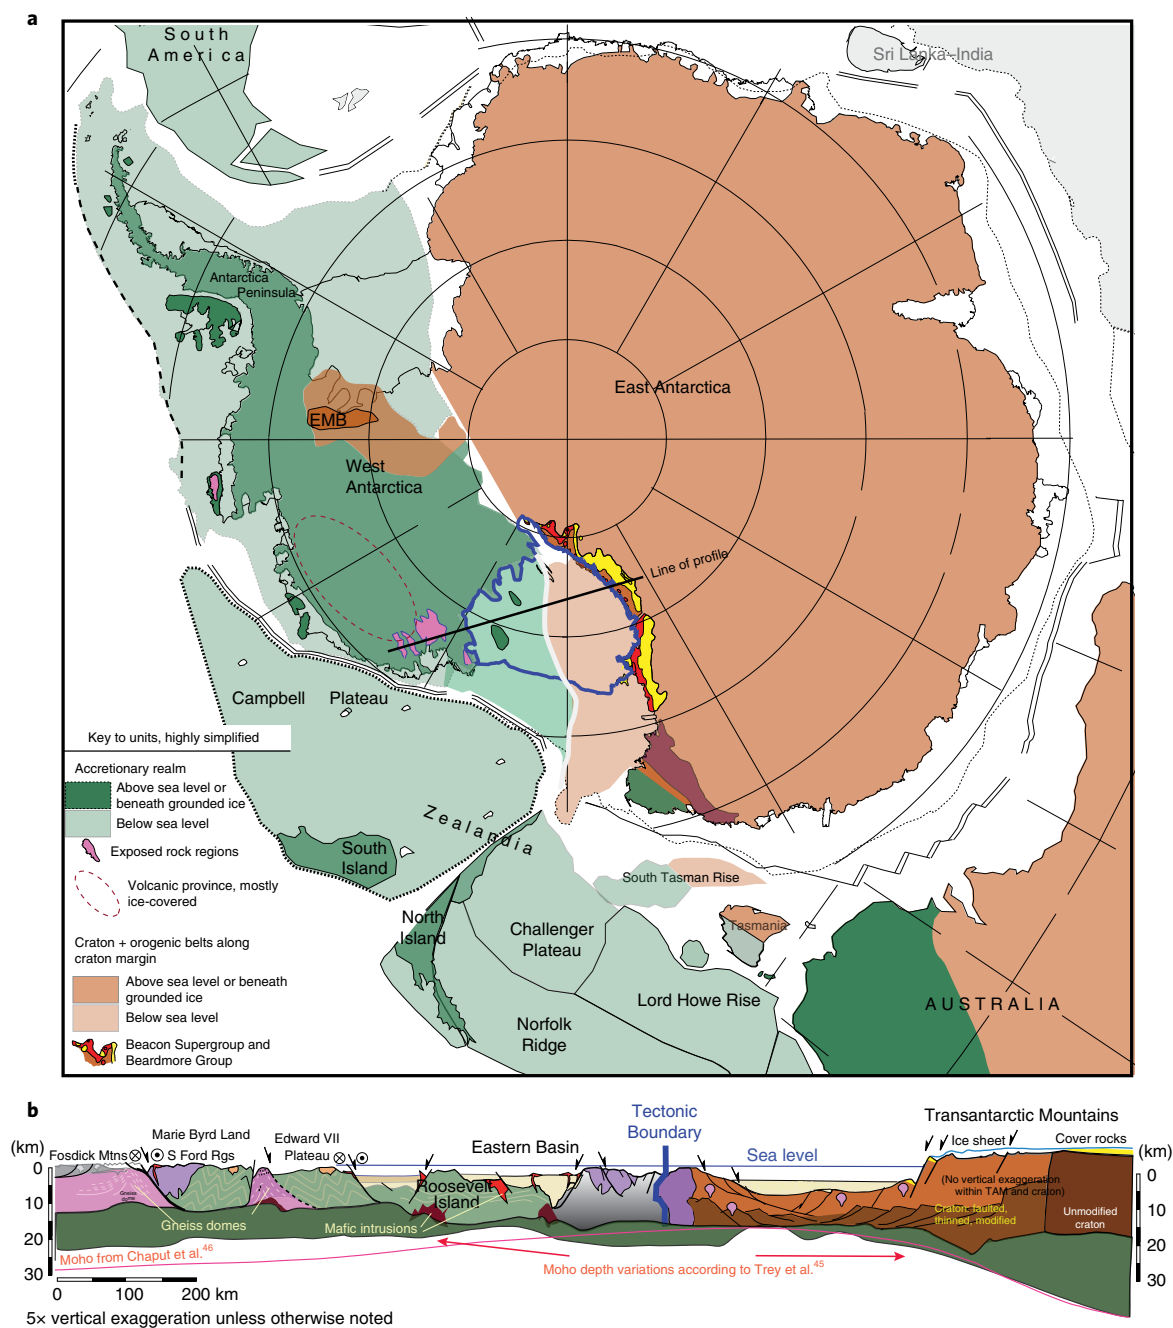 a
South
America
Sri Lanka–India
Antarctica
Peninsula
East Antarctica
EMB
West
Antarctica
Line of profile
Campbell Plateau
Key to units, highly simplified
Accretionary realm
Above sea level or
beneath grounded ice
Below sea level
Exposed rock regions
Volcanic province, mostly
ice-covered
Craton + orogenic belts along
craton margin
Above sea level or beneath
grounded ice
Below sea level
Beacon Supergroup and
Beardmore Group
Zealandia
South
Island
North
Island
South Tasman Rise
Challenger
Plateau
Tasmania
Lord Howe Rise
Norfolk
Ridge
AUSTRALIA
b
Tectonic
Boundary
Transantarctic Mountains
(km)
Fosdick Mtns
Marie Byrd Land
S Ford Rgs
Edward VII
Plateau
Eastern Basin
Sea level
Ice sheet
Cover rocks
(km)
0
10
20
30
Gneiss
dome
Gneiss domes
Roosevelt
Island
Mafic intrusions
(No vertical exaggeration
within TAM and craton)
Craton: faulted,
thinned, modified
Unmodified
craton
0
10
20
30
Moho from Chaput et al.46
Moho depth variations according to Trey et al.45
0 100 200 km
5× vertical exaggeration unless otherwise noted